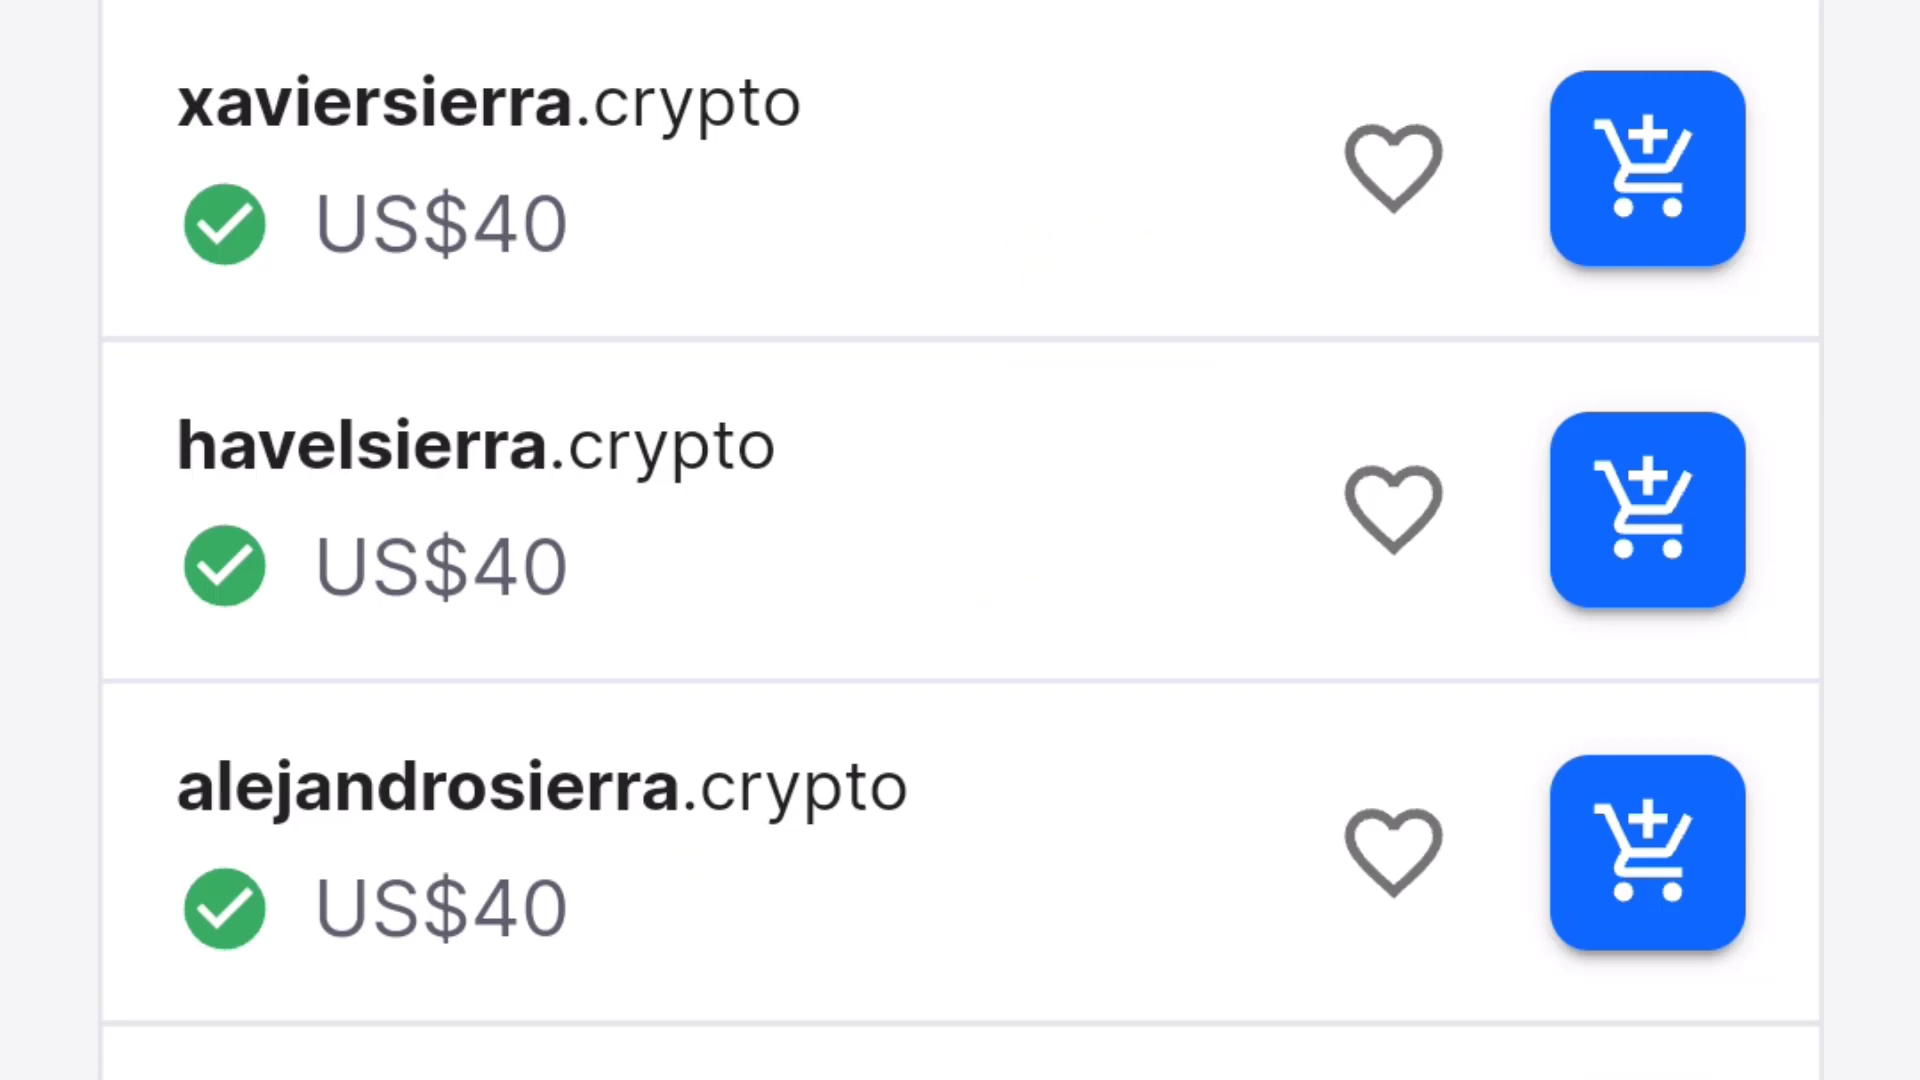 xaviersierra.crypto
US$40
havelsierra.crypto
US$40
alejandrosierra.crypto
US$40